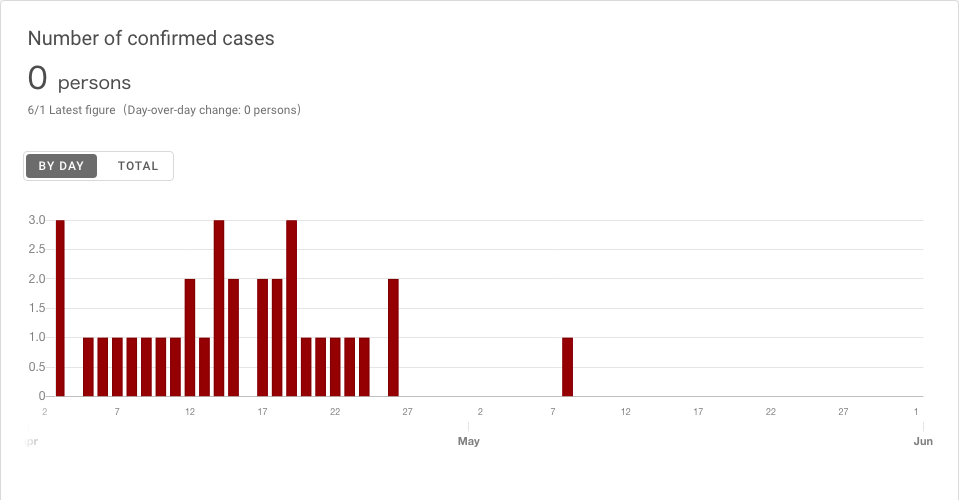 Number of confirmed cases
0 persons
6/1 Latest figure（Day-over-day change: 0 persons）
BY DAY TOTAL
3.0
2.5
2.0
1.5
1.0
0.5
0
2 7 12 17 22 27 2 7 12 17 22 27 1
pr May Jun